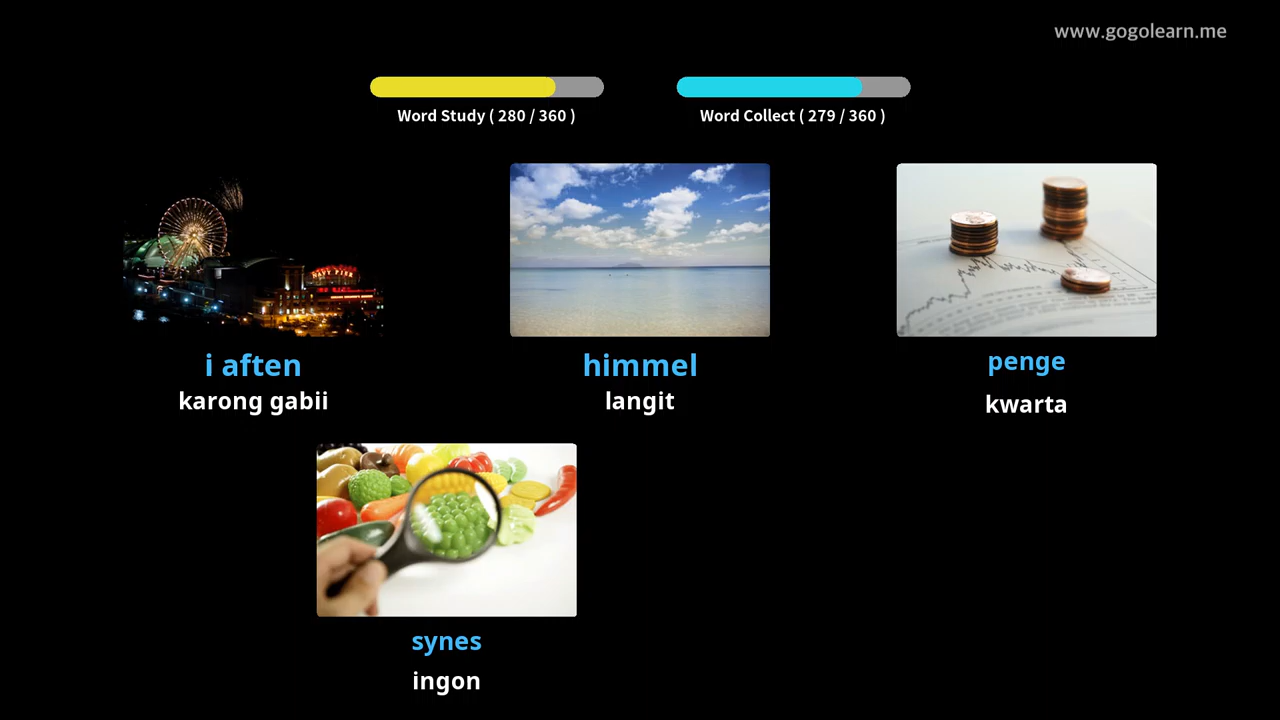 www.gogolearn.me
Word Study ( 280 / 360 )
Word Collect ( 279 / 360 )
i aften
karong gabii
himmel
langit
penge
kwarta
synes
ingon